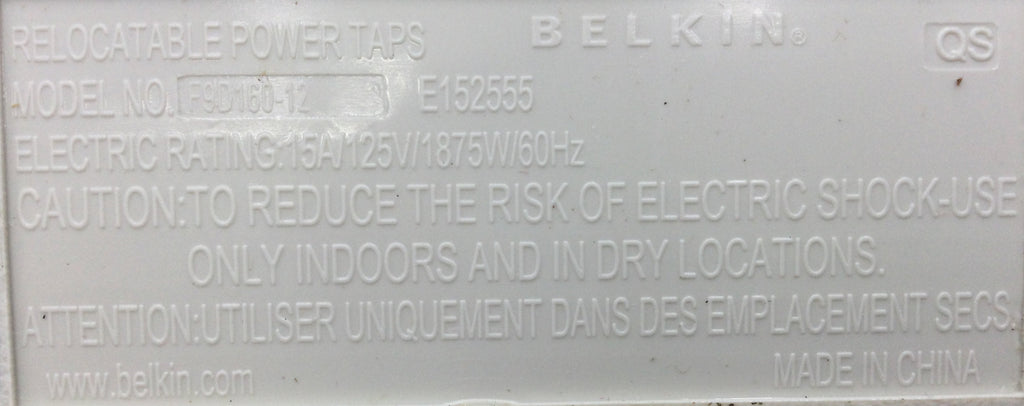 RELOCATABLE POWER TAPS BELKIN® QS
MODEL NO. F9D160-12 E152555
ELECTRIC RATING:15A/125V/1875W/60Hz
CAUTION:TO REDUCE THE RISK OF ELECTRIC SHOCK-USE
ONLY INDOORS AND IN DRY LOCATIONS.
ATTENTION:UTILISER UNIQUEMENT DANS DES EMPLACEMENT SECS.
www.belkin.com MADE IN CHINA